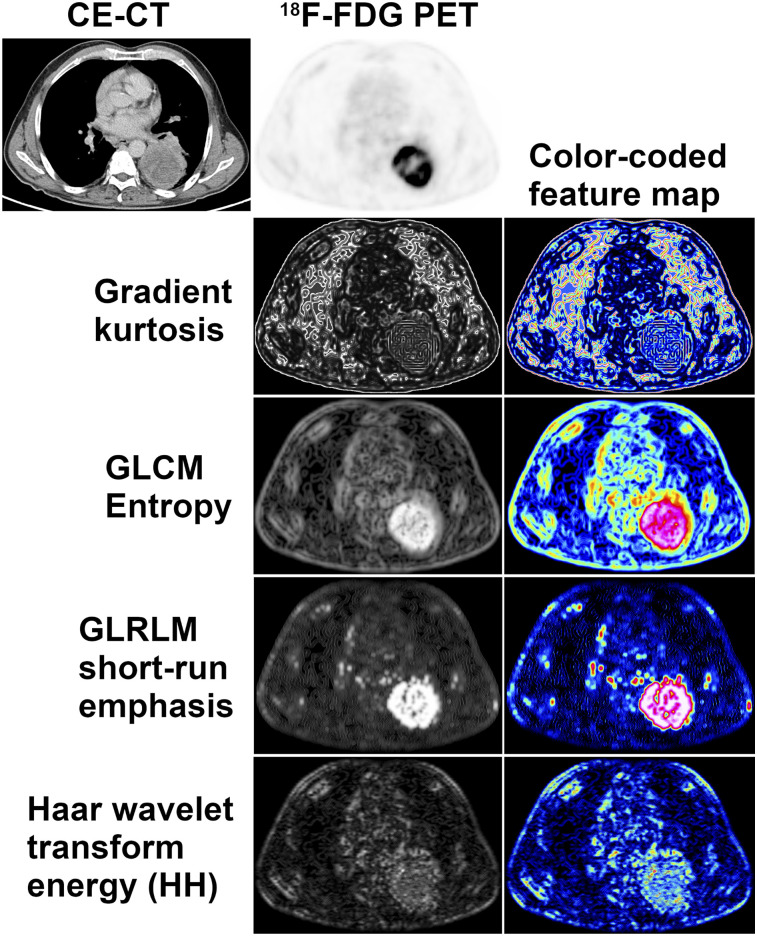 CE-CT
¹⁸F-FDG PET
Color-coded
feature map
Gradient
kurtosis
GLCM
Entropy
GLRLM
short-run
emphasis
Haar wavelet
transform
energy (HH)